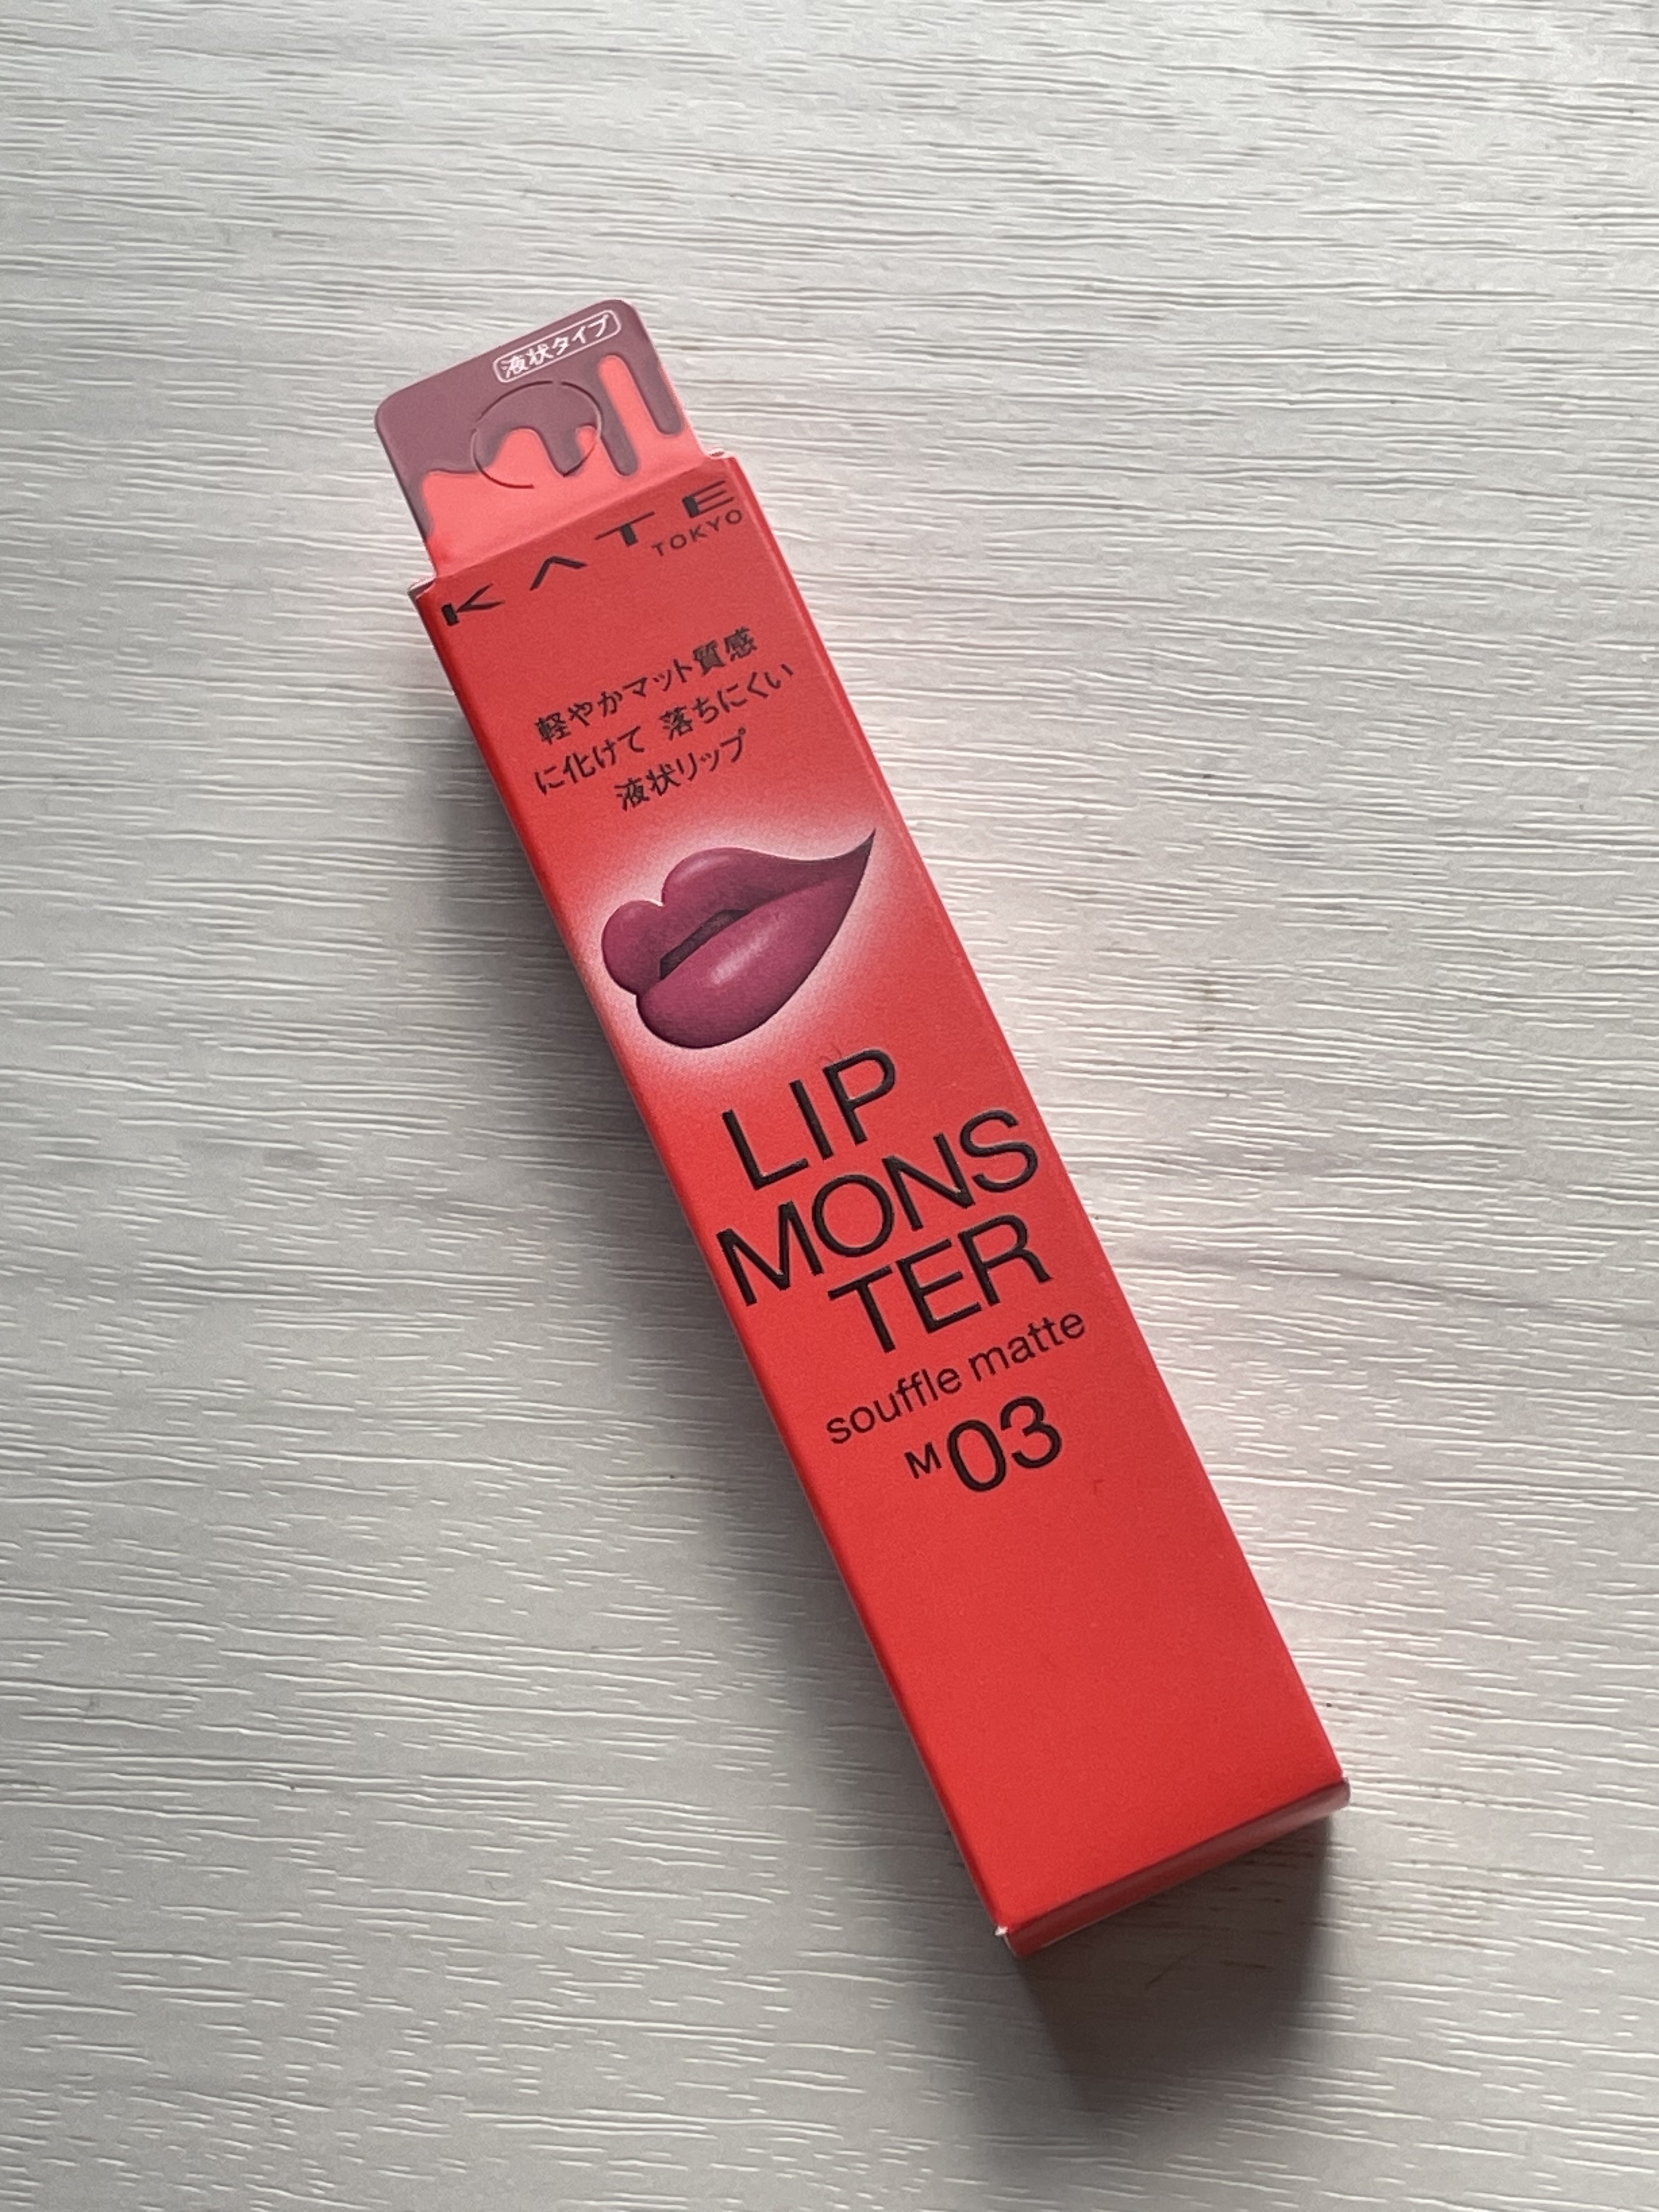 液状タイプ
KATE
TOKYO
軽やかマット質感
に化けて 落ちにくい
液状リップ
LIP
MONS
TER
souffle matte
M03